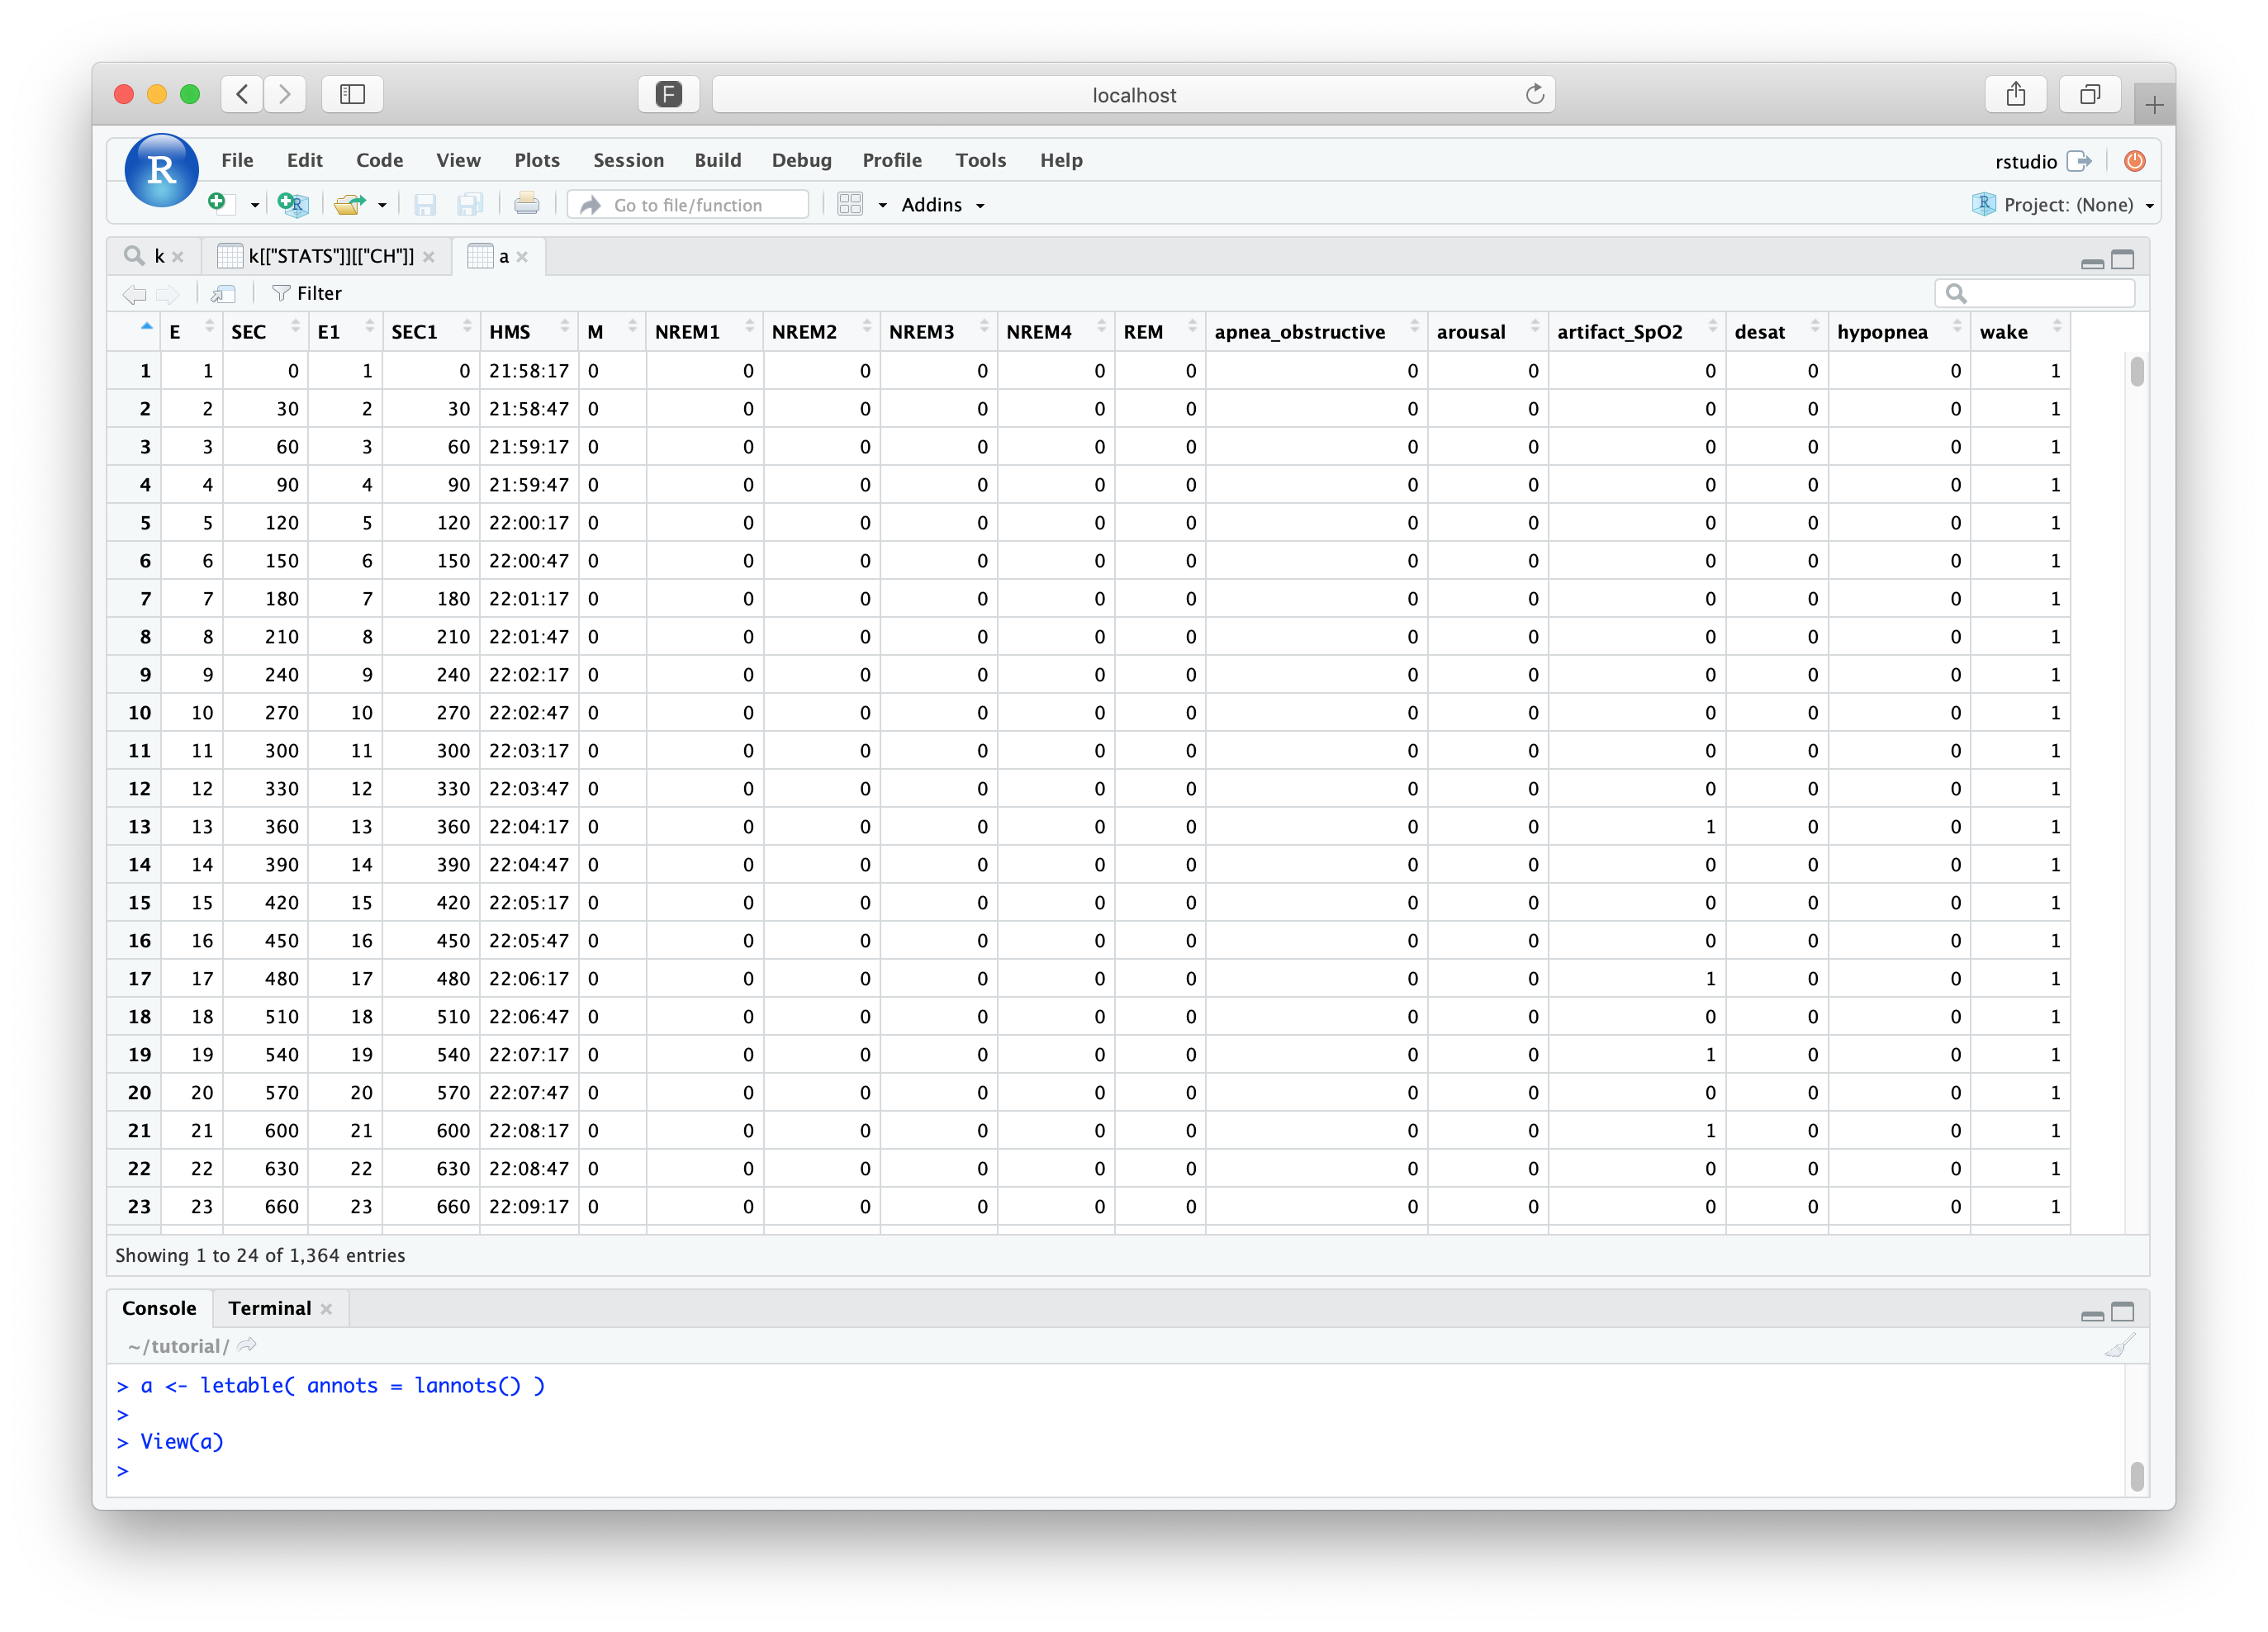 F
localhost
R
File Edit Code View Plots Session Build Debug Profile Tools Help
rstudio
R
Go to file/function
Addins
R Project: (None)
k
k[["STATS"]][["CH"]]
a
Filter
E SEC E1 SEC1 HMS M NREM1 NREM2 NREM3 NREM4 REM apnea_obstructive arousal artifact_SpO2 desat hypopnea wake
1 1 0 1 0 21:58:17 0 0 0 0 0 0 0 0 0 0 0 1
2 2 30 2 30 21:58:47 0 0 0 0 0 0 0 0 0 0 0 1
3 3 60 3 60 21:59:17 0 0 0 0 0 0 0 0 0 0 0 1
4 4 90 4 90 21:59:47 0 0 0 0 0 0 0 0 0 0 0 1
5 5 120 5 120 22:00:17 0 0 0 0 0 0 0 0 0 0 0 1
6 6 150 6 150 22:00:47 0 0 0 0 0 0 0 0 0 0 0 1
7 7 180 7 180 22:01:17 0 0 0 0 0 0 0 0 0 0 0 1
8 8 210 8 210 22:01:47 0 0 0 0 0 0 0 0 0 0 0 1
9 9 240 9 240 22:02:17 0 0 0 0 0 0 0 0 0 0 0 1
10 10 270 10 270 22:02:47 0 0 0 0 0 0 0 0 0 0 0 1
11 11 300 11 300 22:03:17 0 0 0 0 0 0 0 0 0 0 0 1
12 12 330 12 330 22:03:47 0 0 0 0 0 0 0 0 0 0 0 1
13 13 360 13 360 22:04:17 0 0 0 0 0 0 0 0 1 0 0 1
14 14 390 14 390 22:04:47 0 0 0 0 0 0 0 0 0 0 0 1
15 15 420 15 420 22:05:17 0 0 0 0 0 0 0 0 0 0 0 1
16 16 450 16 450 22:05:47 0 0 0 0 0 0 0 0 0 0 0 1
17 17 480 17 480 22:06:17 0 0 0 0 0 0 0 0 1 0 0 1
18 18 510 18 510 22:06:47 0 0 0 0 0 0 0 0 0 0 0 1
19 19 540 19 540 22:07:17 0 0 0 0 0 0 0 0 1 0 0 1
20 20 570 20 570 22:07:47 0 0 0 0 0 0 0 0 0 0 0 1
21 21 600 21 600 22:08:17 0 0 0 0 0 0 0 0 1 0 0 1
22 22 630 22 630 22:08:47 0 0 0 0 0 0 0 0 0 0 0 1
23 23 660 23 660 22:09:17 0 0 0 0 0 0 0 0 0 0 0 1
Showing 1 to 24 of 1,364 entries
Console Terminal
~/tutorial/
> a <- letable( annots = lannots() )
>
> View(a)
>